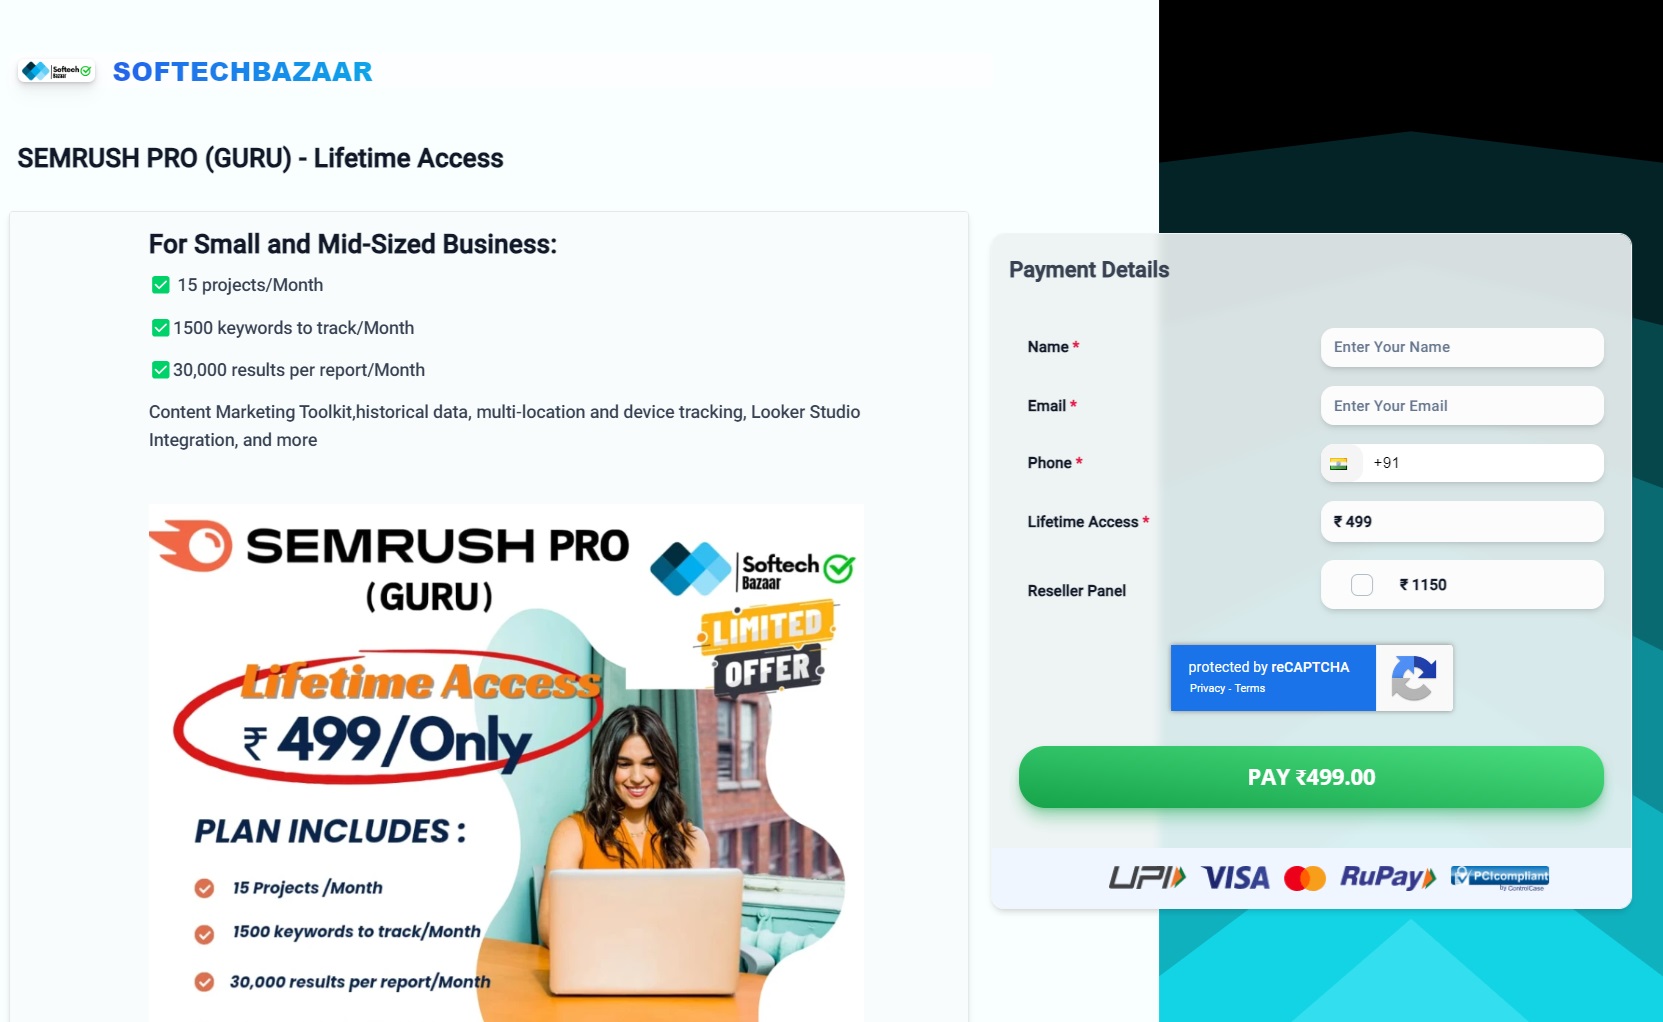 Softech
Bazaar
SOFTECHBAZAAR
SEMRUSH PRO (GURU) - Lifetime Access
For Small and Mid-Sized Business:
15 projects/Month
1500 keywords to track/Month
30,000 results per report/Month
Content Marketing Toolkit,historical data, multi-location and device tracking, Looker Studio
Integration, and more
SEMRUSH PRO
(GURU)
Softech
Bazaar
LIMITED
OFFER
Lifetime Access
₹ 499/Only
PLAN INCLUDES :
15 Projects /Month
1500 keywords to track/Month
30,000 results per report/Month
Payment Details
Name *
Enter Your Name
Email *
Enter Your Email
Phone *
+91
Lifetime Access *
₹ 499
Reseller Panel
₹ 1150
protected by reCAPTCHA
Privacy - Terms
PAY ₹499.00
UPI VISA RuPay PCIcompliant
by ControlCase